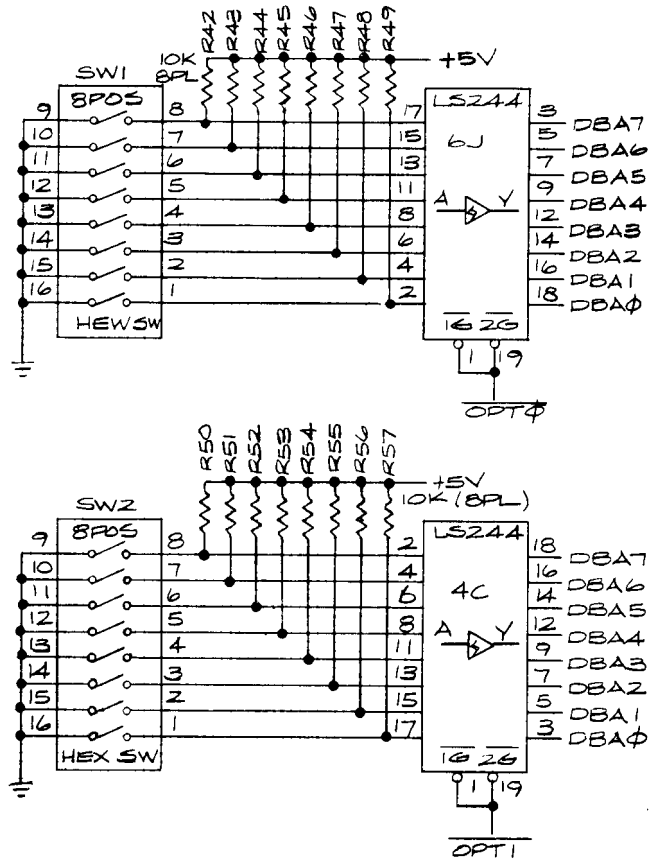 R42 R43 R44 R45 R46 R47 R48 R49
10K
8PL
+5V
SW1
8POS
9 8 17 LS244 3 DBA7
10 7 15 6J 5 DBA6
11 6 13 7 DBA5
12 5 11 A Y 9 DBA4
13 4 8 12 DBA3
14 3 6 14 DBA2
15 2 4 16 DBA1
16 1 2 18 DBAφ
HEW SW
1G 2G
1 19
OPTφ
R50 R51 R52 R53 R54 R55 R56 R57
+5V
10K (8PL)
SW2
8POS
9 8 2 LS244 18 DBA7
10 7 4 16 DBA6
11 6 6 4C 14 DBA5
12 5 8 A Y 12 DBA4
13 4 11 9 DBA3
14 3 13 7 DBA2
15 2 15 5 DBA1
16 1 17 3 DBAφ
HEX SW
1G 2G
1 19
OPT1